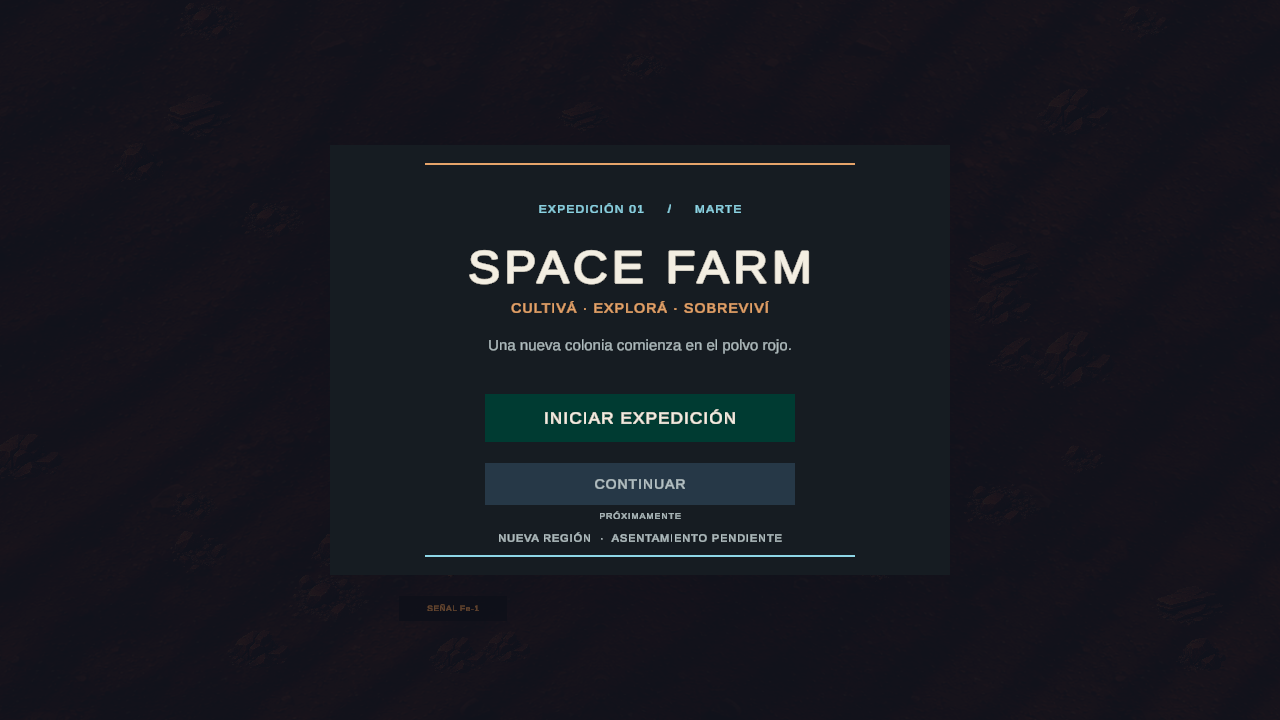 EXPEDICIÓN 01 / MARTE
SPACE FARM
CULTIVÁ · EXPLORÁ · SOBREVIVÍ
Una nueva colonia comienza en el polvo rojo.
INICIAR EXPEDICIÓN
CONTINUAR
PRÓXIMAMENTE
NUEVA REGIÓN · ASENTAMIENTO PENDIENTE
SEÑAL Fe-1